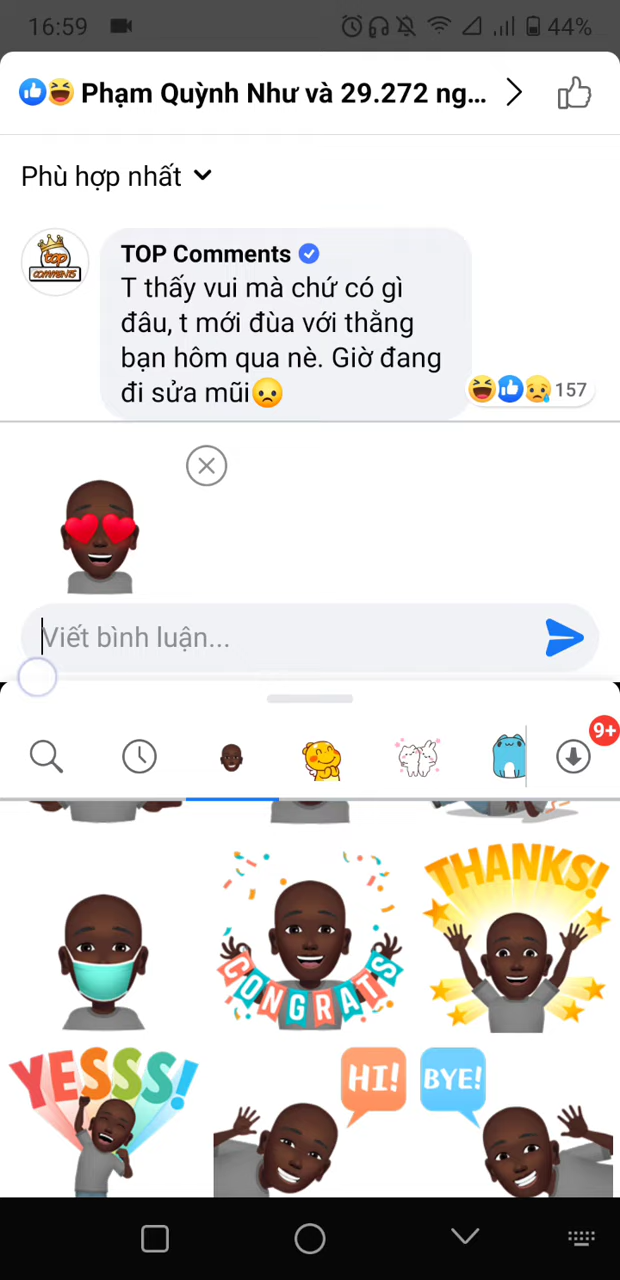 16:59
44%
Phạm Quỳnh Như và 29.272 ng...
Phù hợp nhất
top
COMMENTS
TOP Comments
T thấy vui mà chứ có gì
đâu, t mới đùa với thằng
bạn hôm qua nè. Giờ đang
đi sửa mũi
157
Viết bình luận...
9+
CONGRATS
THANKS!
YESSS!
HI!
BYE!